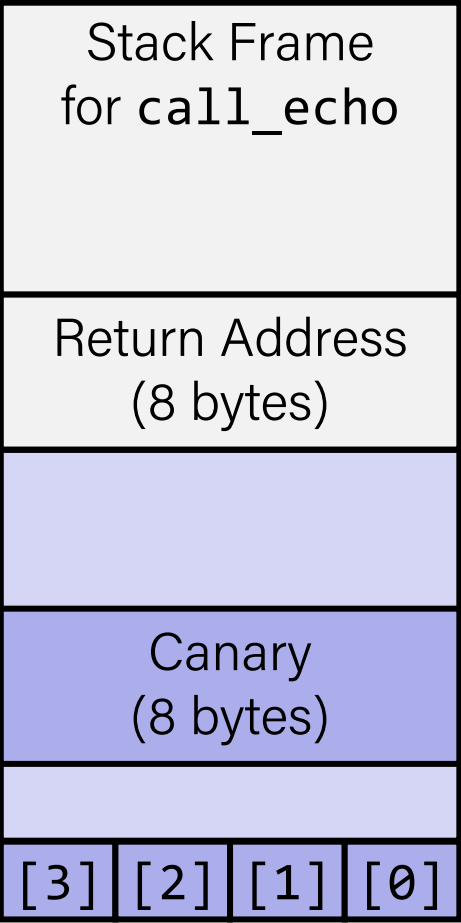 Stack Frame
for call_echo
Return Address
(8 bytes)
Canary
(8 bytes)
[3] [2] [1] [0]